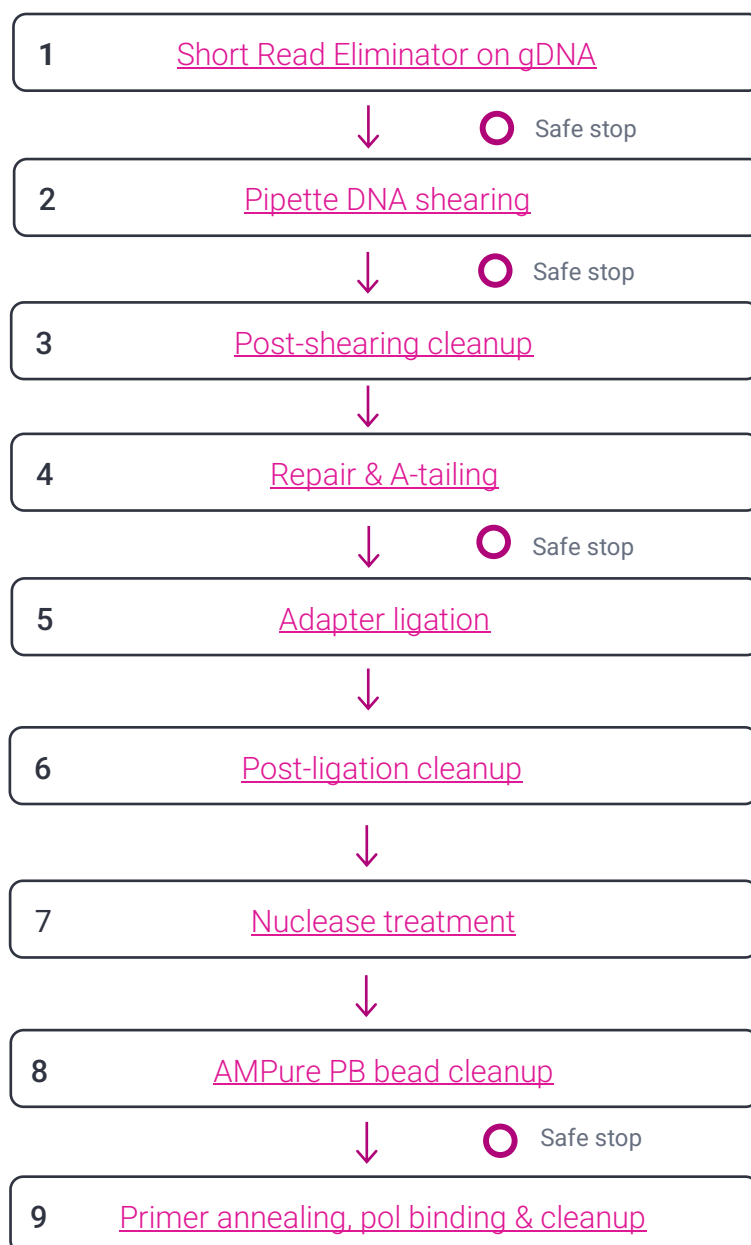 1 Short Read Eliminator on gDNA
Safe stop
2 Pipette DNA shearing
Safe stop
3 Post-shearing cleanup
4 Repair & A-tailing
Safe stop
5 Adapter ligation
6 Post-ligation cleanup
7 Nuclease treatment
8 AMPure PB bead cleanup
Safe stop
9 Primer annealing, pol binding & cleanup